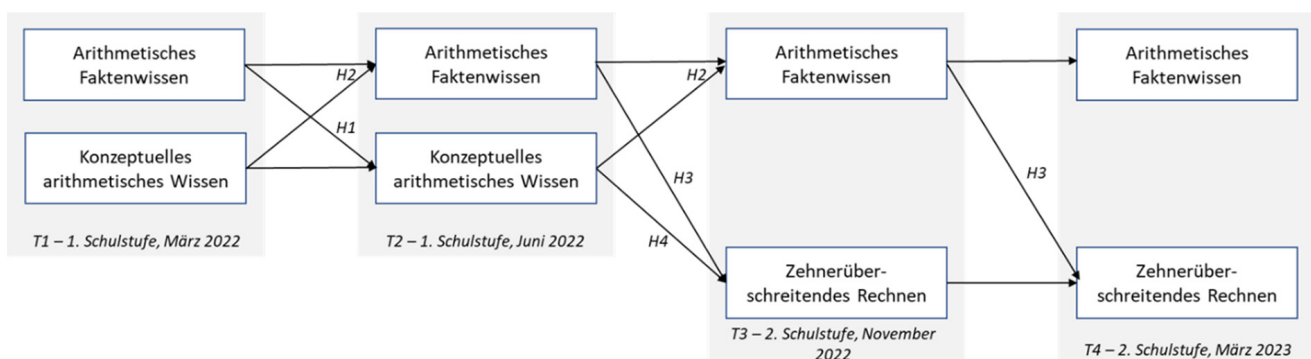 Arithmetisches
Faktenwissen
Konzeptuelles
arithmetisches Wissen
T1 – 1. Schulstufe, März 2022
H2
H1
Arithmetisches
Faktenwissen
Konzeptuelles
arithmetisches Wissen
T2 – 1. Schulstufe, Juni 2022
H2
H3
H4
Arithmetisches
Faktenwissen
Zehnerüber-
schreitendes Rechnen
T3 – 2. Schulstufe, November
2022
H3
Arithmetisches
Faktenwissen
Zehnerüber-
schreitendes Rechnen
T4 – 2. Schulstufe, März 2023